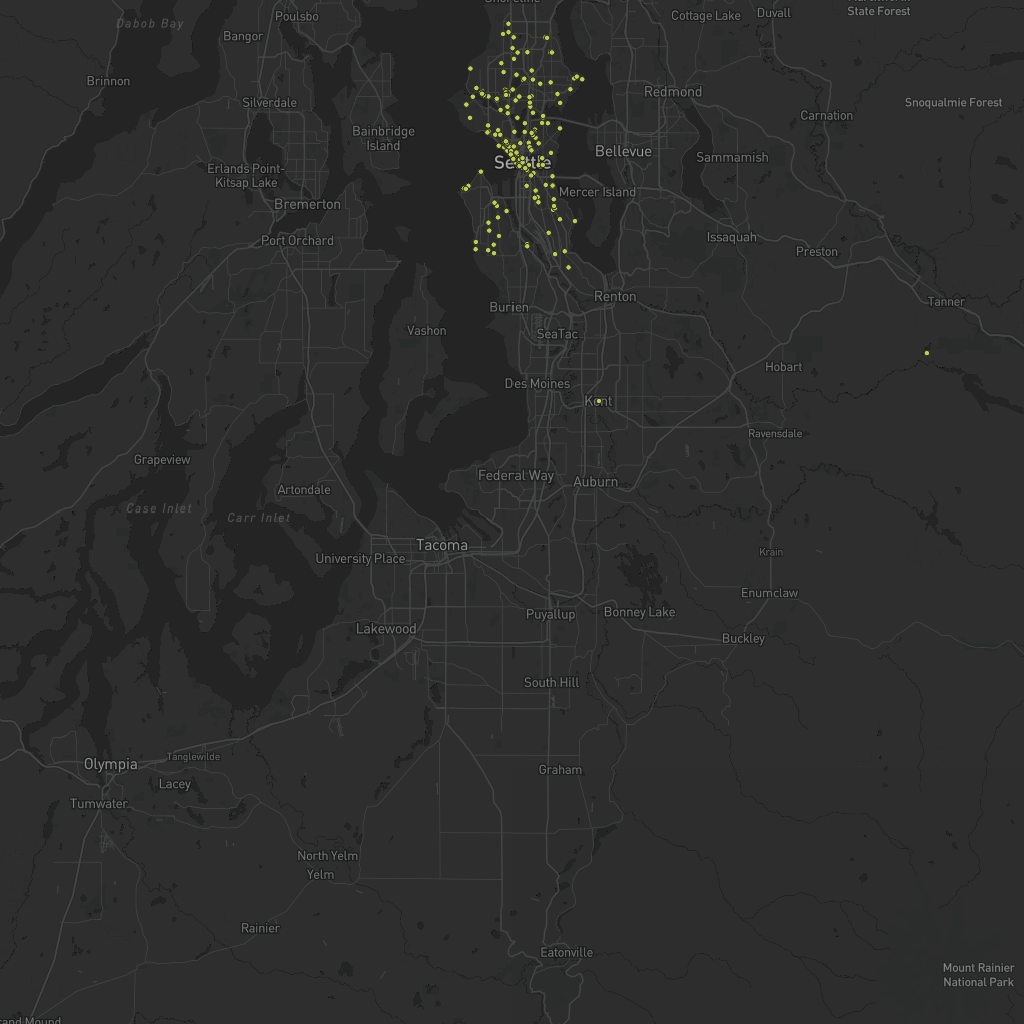 Shoreline
Poulsbo
Dabob Bay
Bangor
Cottage Lake
Duvall
State Forest
Brinnon
Silverdale
Redmond
Snoqualmie Forest
Carnation
Bainbridge
Island
Bellevue
Sammamish
Seattle
Erlands Point-
Kitsap Lake
Mercer Island
Bremerton
Port Orchard
Issaquah
Preston
Renton
Tanner
Burien
Vashon
SeaTac
Hobart
Des Moines
Kent
Ravensdale
Grapeview
Federal Way
Auburn
Artondale
Case Inlet
Carr Inlet
Tacoma
University Place
Krain
Enumclaw
Puyallup
Bonney Lake
Lakewood
Buckley
South Hill
Olympia
Tanglewilde
Lacey
Graham
Tumwater
North Yelm
Yelm
Rainier
Eatonville
Mount Rainier
National Park